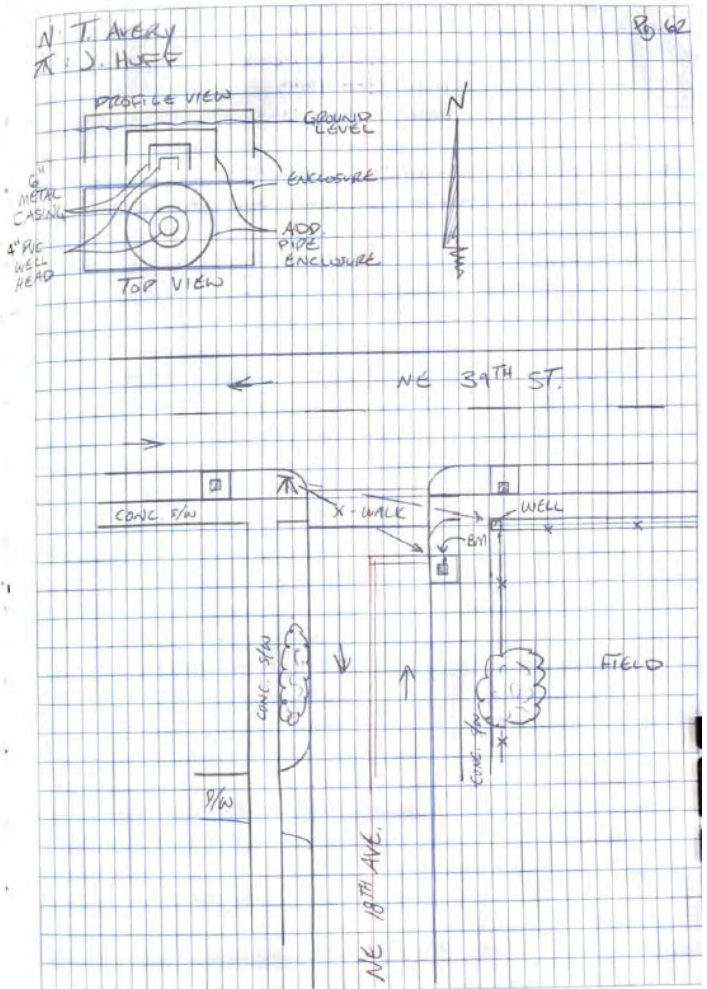 N T. AVERY
⊼ J. HUFF
Pg. 62
PROFILE VIEW
GROUND
LEVEL
N
ENCLOSURE
6"
METAL
CASING
4" PVC
WELL
HEAD
ADD.
PIPE
ENCLOSURE
TOP VIEW
NE 39TH ST.
CONC. S/W
X-WALK
WELL
BM
X
X
X
CONC. S/W
FIELD
CONC. S/W
X
D/W
NE 18TH AVE.